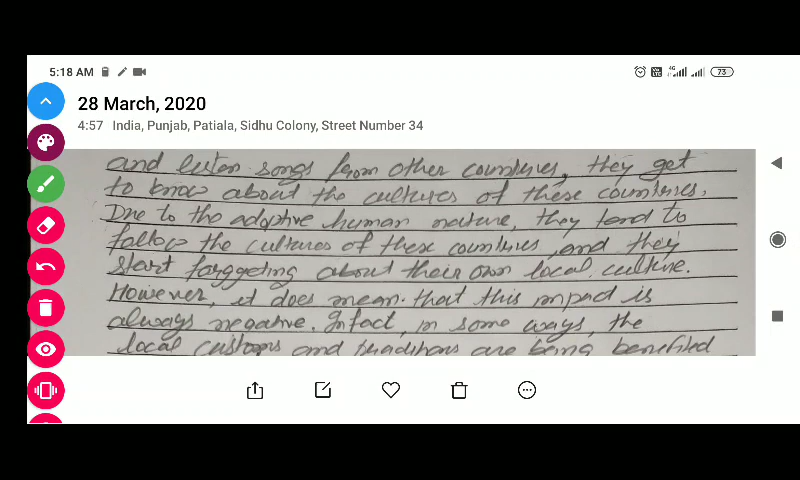 5:18 AM 4G 73
28 March, 2020
4:57 India, Punjab, Patiala, Sidhu Colony, Street Number 34
and listen songs from other countries, they get
to know about the cultures of these countries.
Due to the adoptive human nature, they tend to
follow the cultures of these countries, and they
start forggeting about their own local culture.
However, it does mean that this impact is
always negative. Infact, in some ways, the
local customs and traditions are being benefited